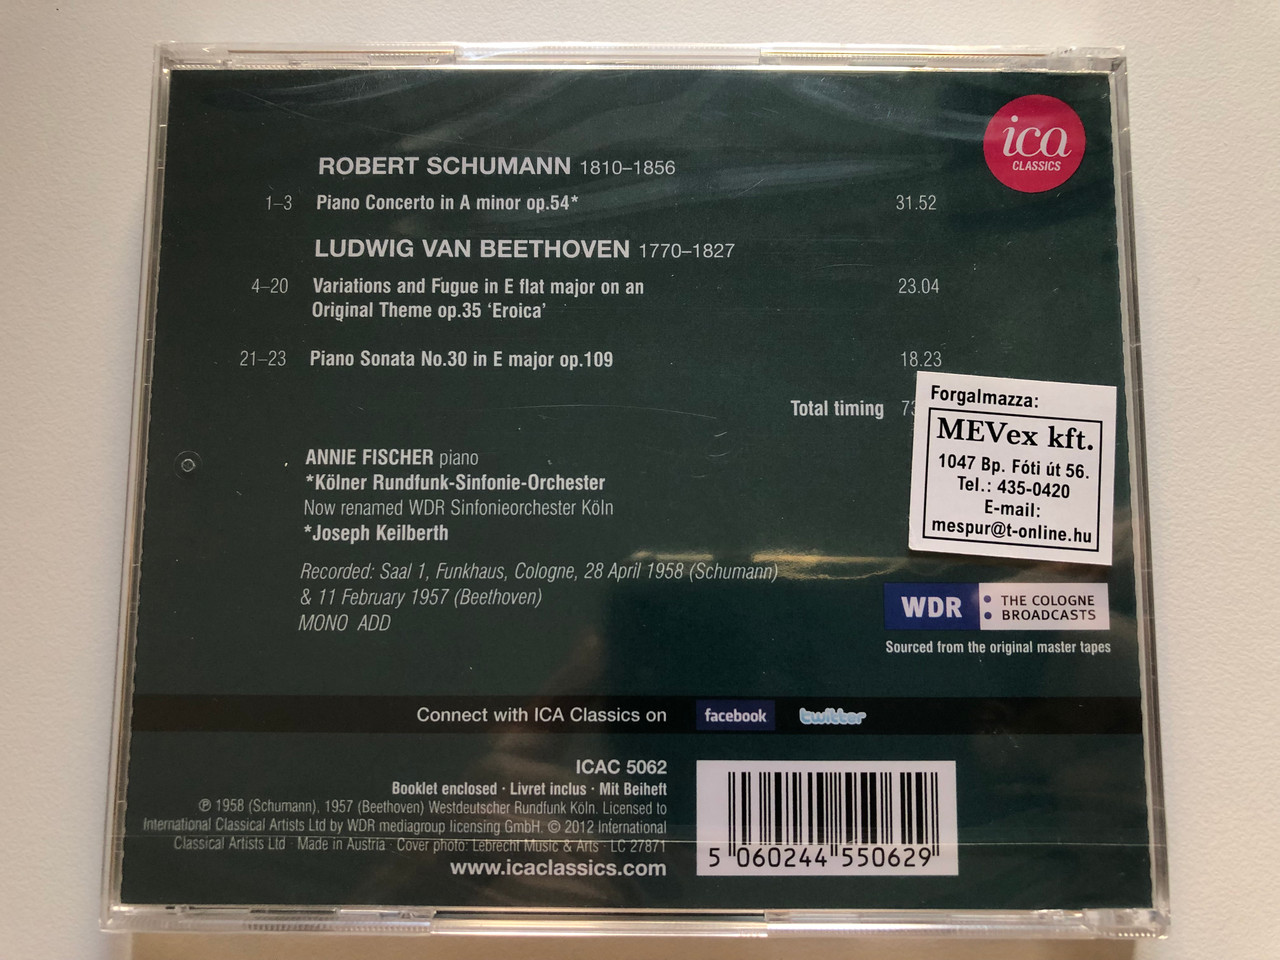 ica
CLASSICS
ROBERT SCHUMANN 1810–1856
1–3 Piano Concerto in A minor op.54* 31.52
LUDWIG VAN BEETHOVEN 1770–1827
4–20 Variations and Fugue in E flat major on an 23.04
Original Theme op.35 ‘Eroica’
21–23 Piano Sonata No.30 in E major op.109 18.23
Total timing
Forgalmazza:
MEVex kft.
1047 Bp. Fóti út 56.
Tel.: 435-0420
E-mail:
mespur@t-online.hu
ANNIE FISCHER piano
*Kölner Rundfunk-Sinfonie-Orchester
Now renamed WDR Sinfonieorchester Köln
*Joseph Keilberth
Recorded: Saal 1, Funkhaus, Cologne, 28 April 1958 (Schumann)
& 11 February 1957 (Beethoven)
MONO ADD
WDR : THE COLOGNE
BROADCASTS
Sourced from the original master tapes
Connect with ICA Classics on facebook twitter
ICAC 5062
Booklet enclosed · Livret inclus · Mit Beiheft
℗ 1958 (Schumann), 1957 (Beethoven) Westdeutscher Rundfunk Köln. Licensed to
International Classical Artists Ltd by WDR mediagroup licensing GmbH. © 2012 International
Classical Artists Ltd · Made in Austria · Cover photo: Lebrecht Music & Arts · LC 27871
www.icaclassics.com
5 060244 550629